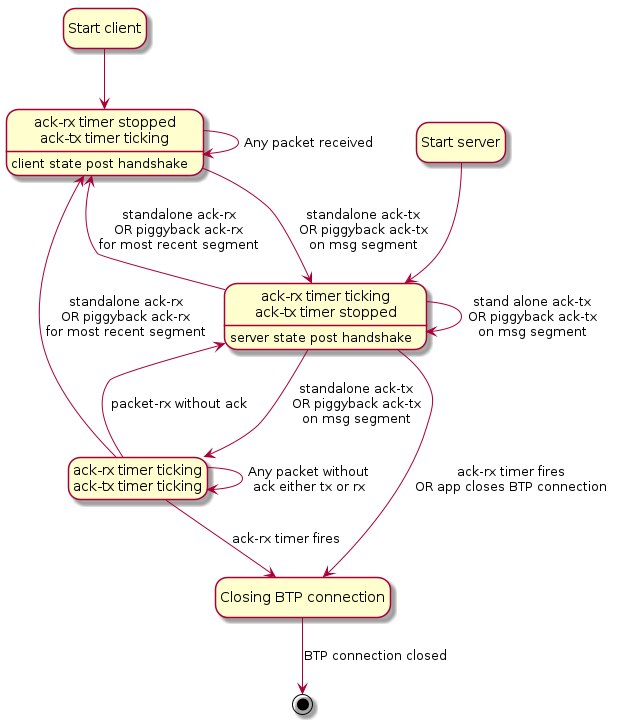 Start client
ack-rx timer stopped
ack-tx timer ticking
client state post handshake
Any packet received
Start server
standalone ack-rx
OR piggyback ack-rx
for most recent segment
standalone ack-tx
OR piggyback ack-tx
on msg segment
ack-rx timer ticking
ack-tx timer stopped
server state post handshake
stand alone ack-tx
OR piggyback ack-tx
on msg segment
standalone ack-rx
OR piggyback ack-rx
for most recent segment
packet-rx without ack
standalone ack-tx
OR piggyback ack-tx
on msg segment
ack-rx timer ticking
ack-tx timer ticking
Any packet without
ack either tx or rx
ack-rx timer fires
OR app closes BTP connection
ack-rx timer fires
Closing BTP connection
BTP connection closed